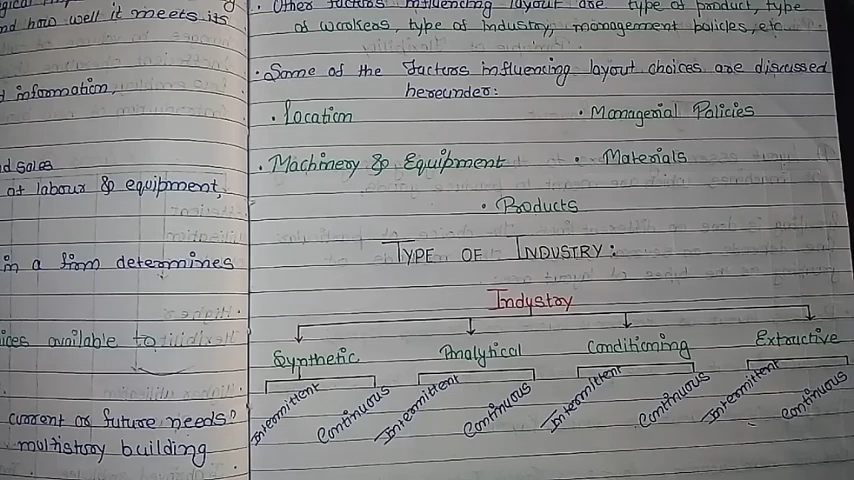 nd how well it meets its
d information,
nd sales
of labour & equipment,
in a firm determines
ices available to
current or future needs"
multistory building
• Other factors influencing layout are type of product, type
of workers, type of industry, management policies, etc.
• Some of the factors influencing layout choices are discussed
hereunder:
• Location • Managerial Policies
• Machinery & Equipment • Materials
• Products
TYPE OF INDUSTRY:
Industry
Synthetic Analytical Conditioning Extractive
Intermittent Continuous Intermittent Continuous Intermittent Continuous Intermittent Continuous